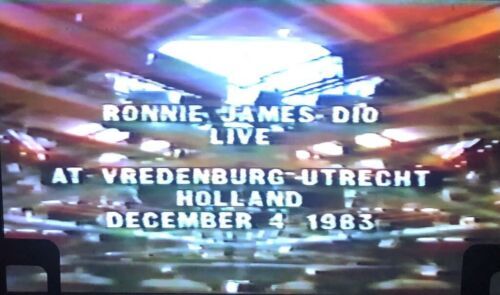 RONNIE JAMES DIO
LIVE
AT VREDENBURG-UTRECHT
HOLLAND
DECEMBER 4 1983